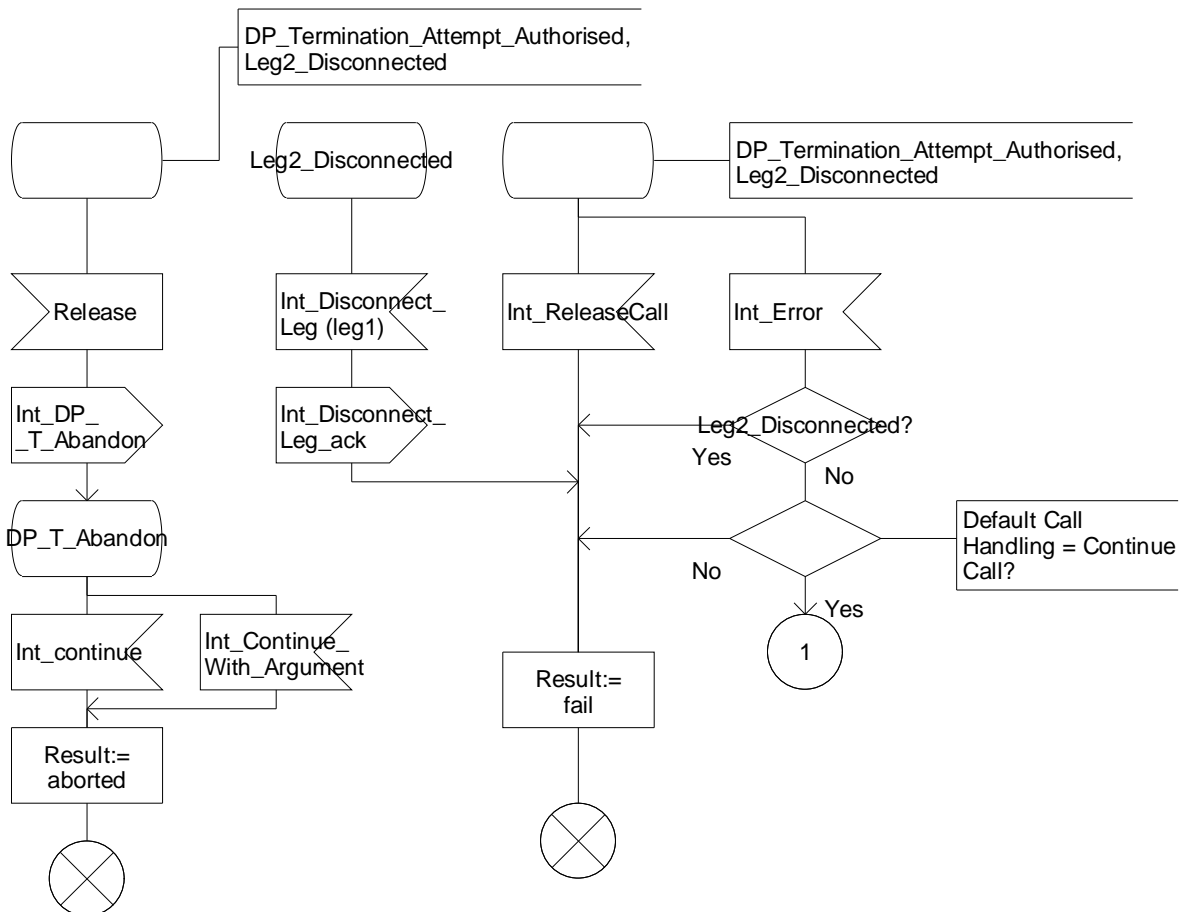 DP_Termination_Attempt_Authorised,
Leg2_Disconnected
Leg2_Disconnected
DP_Termination_Attempt_Authorised,
Leg2_Disconnected
Release
Int_Disconnect_
Leg (leg1)
Int_ReleaseCall
Int_Error
Int_DP_
_T_Abandon
Int_Disconnect_
Leg_ack
Leg2_Disconnected?
Yes
No
DP_T_Abandon
Default Call
Handling = Continue
Call?
No
Yes
Int_continue
Int_Continue_
With_Argument
1
Result:=
fail
Result:=
aborted